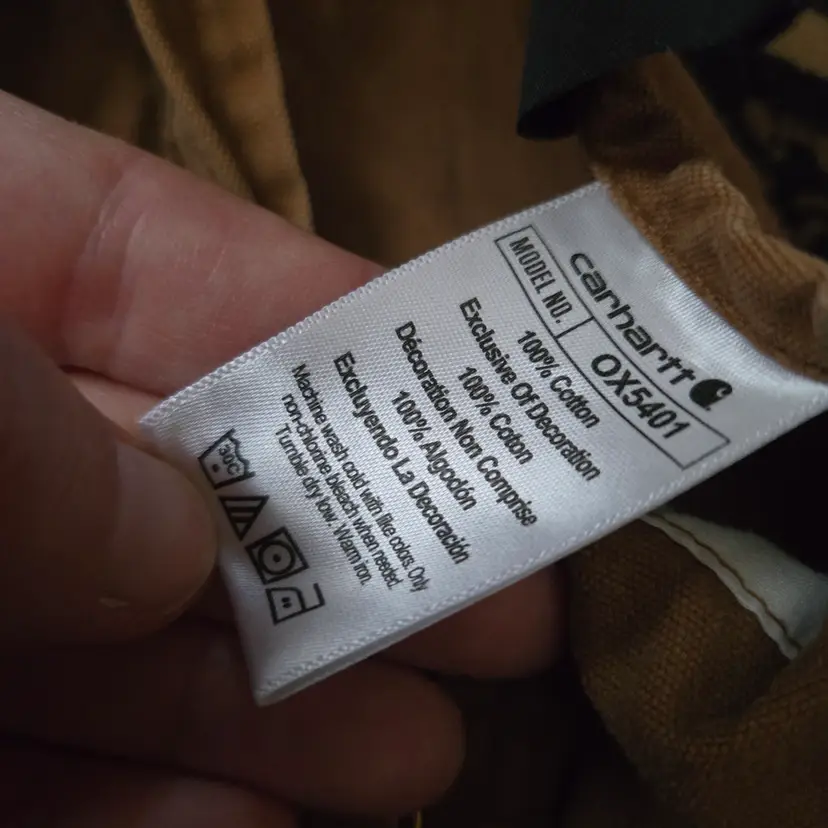 carhartt
MODEL NO. OX5401
100% Cotton
Exclusive Of Decoration
100% Coton
Décoration Non Comprise
100% Algodón
Excluyendo La Decoración
Machine wash cold with like colors. Only
non-chlorine bleach when needed.
Tumble dry low. Warm iron.
30C